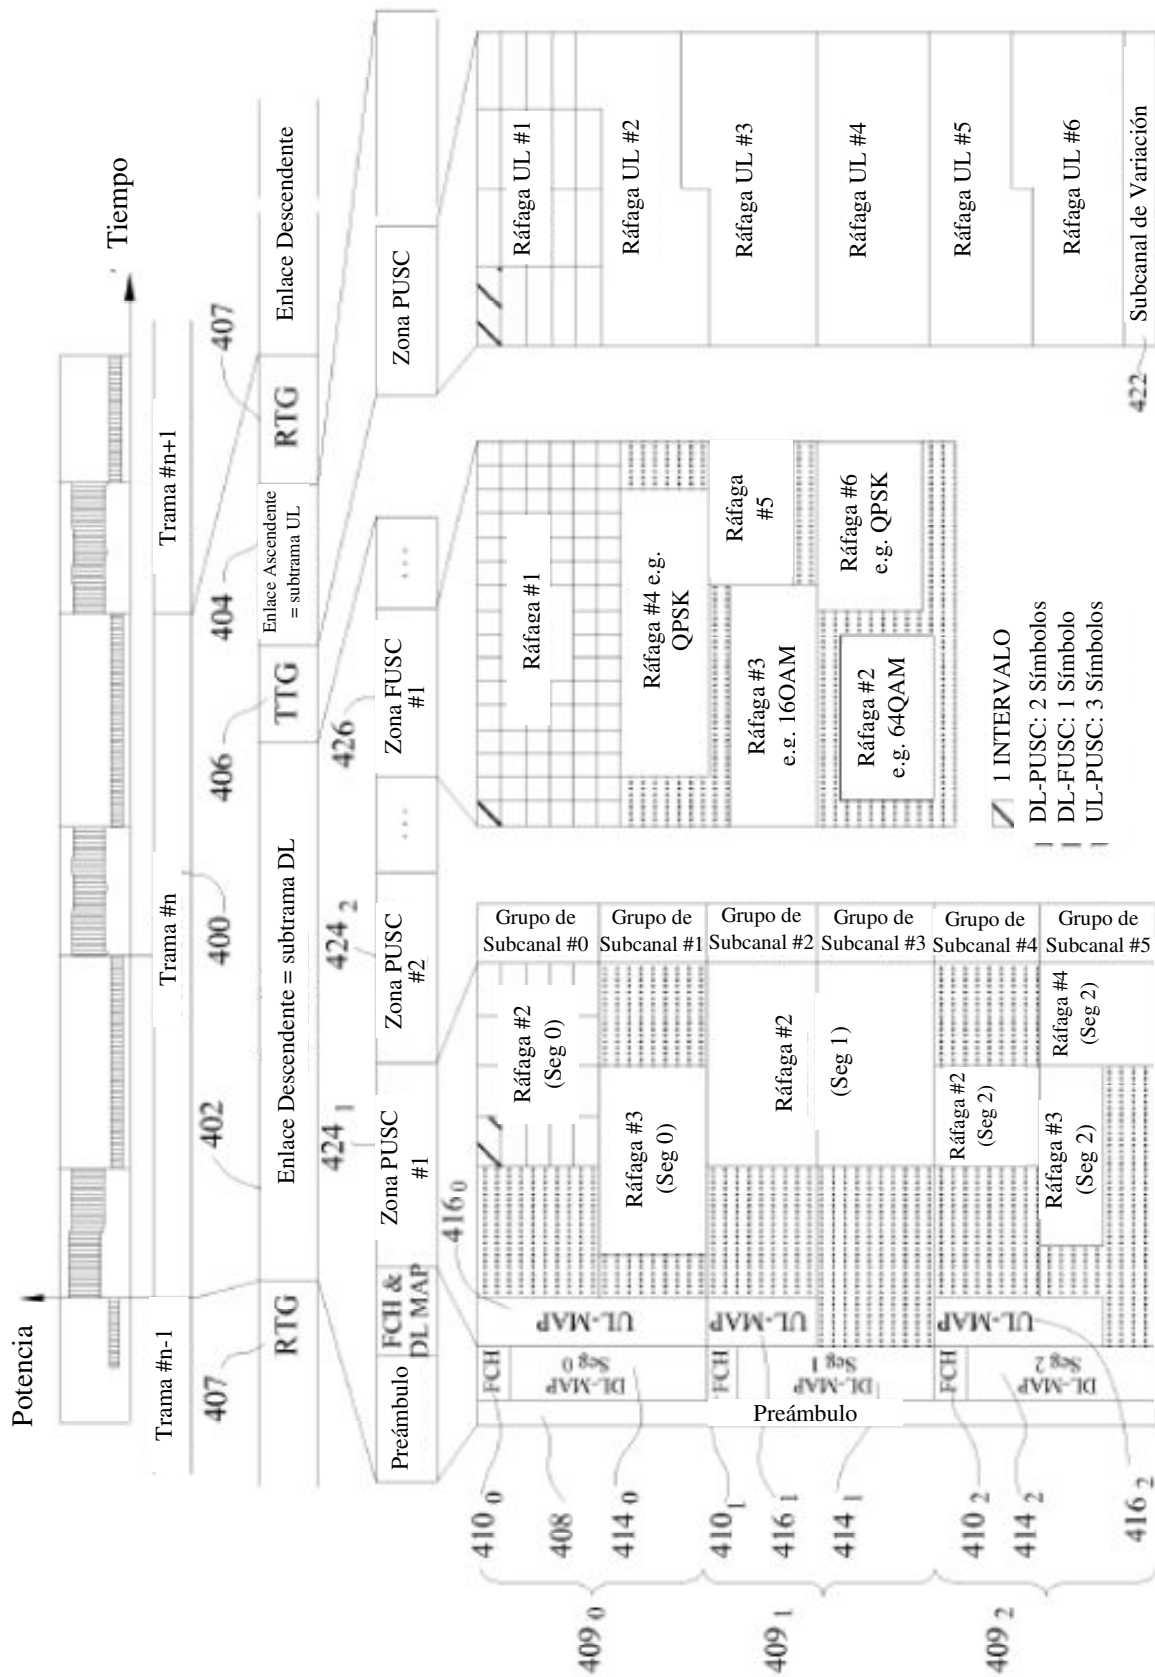 Potencia
Tiempo
Trama #n-1
Trama #n
Trama #n+1
400
407
402
406
404
407
RTG
Enlace Descendente = subtrama DL
TTG
Enlace Ascendente
= subtrama UL
RTG
Enlace Descendente
424 1
424 2
426
Preámbulo
FCH &
DL MAP
Zona PUSC
#1
Zona PUSC
#2
...
Zona FUSC
#1
...
Zona PUSC
416 0
410 0
408
414 0
409 0
410 1
416 1
414 1
409 1
410 2
414 2
416 2
409 2
Preámbulo
FCH
DL-MAP
Seg 0
UL-MAP
FCH
DL-MAP
Seg 1
UL-MAP
FCH
DL-MAP
Seg 2
UL-MAP
Ráfaga #2
(Seg 0)
Ráfaga #3
(Seg 0)
Ráfaga #2
(Seg 1)
Ráfaga #2
(Seg 2)
Ráfaga #3
(Seg 2)
Ráfaga #4
(Seg 2)
Grupo de
Subcanal #0
Grupo de
Subcanal #1
Grupo de
Subcanal #2
Grupo de
Subcanal #3
Grupo de
Subcanal #4
Grupo de
Subcanal #5
Ráfaga #1
Ráfaga #4 e.g.
QPSK
Ráfaga #3
e.g. 16QAM
Ráfaga
#5
Ráfaga #2
e.g. 64QAM
Ráfaga #6
e.g. QPSK
1 INTERVALO
DL-PUSC: 2 Símbolos
DL-FUSC: 1 Símbolo
UL-PUSC: 3 Símbolos
Ráfaga UL #1
Ráfaga UL #2
Ráfaga UL #3
Ráfaga UL #4
Ráfaga UL #5
Ráfaga UL #6
Subcanal de Variación
422